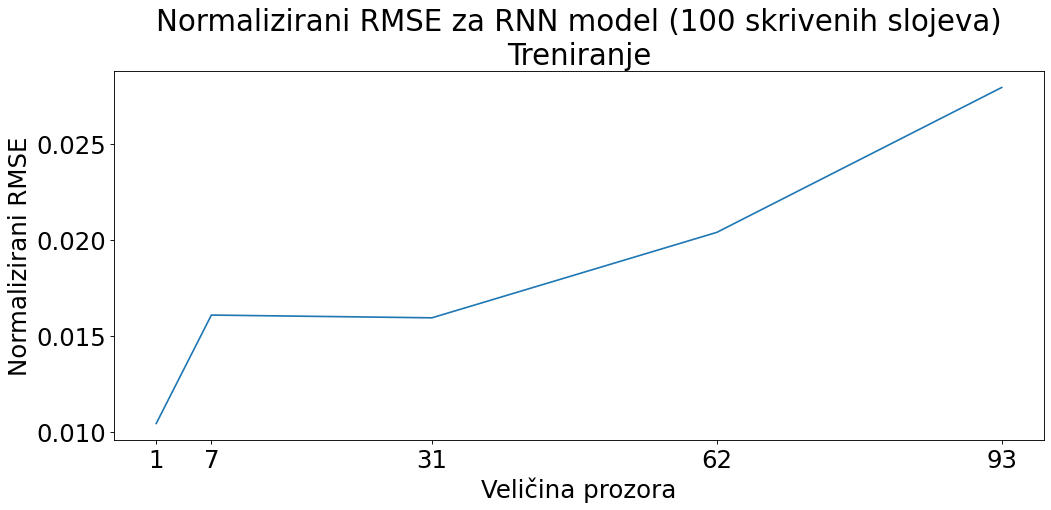 Normalizirani RMSE za RNN model (100 skrivenih slojeva)
Treniranje
Normalizirani RMSE
0.025
0.020
0.015
0.010
1 7 31 62 93
Veličina prozora